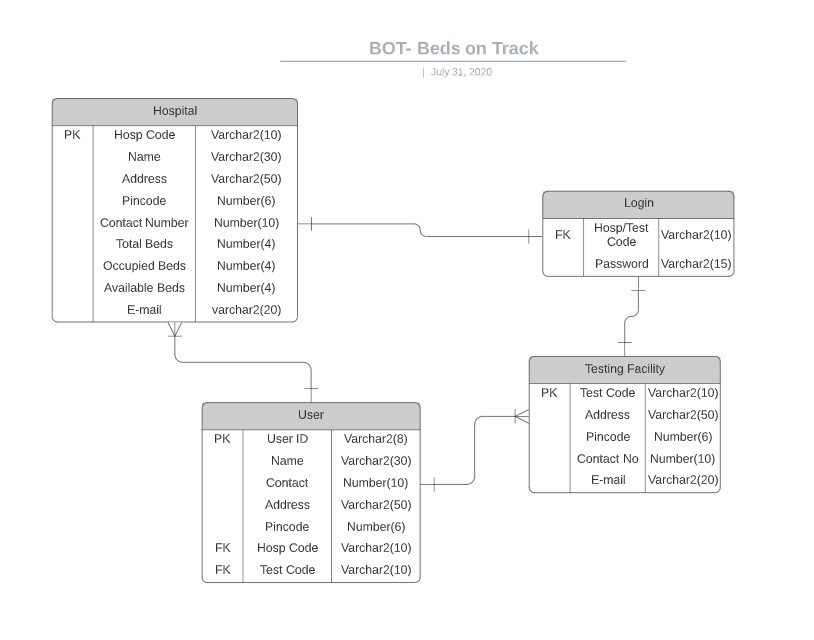 BOT- Beds on Track
| July 31, 2020
Hospital
PK Hosp Code Varchar2(10)
Name Varchar2(30)
Address Varchar2(50)
Pincode Number(6)
Contact Number Number(10)
Total Beds Number(4)
Occupied Beds Number(4)
Available Beds Number(4)
E-mail varchar2(20)
Login
FK Hosp/Test
Code Varchar2(10)
Password Varchar2(15)
Testing Facility
PK Test Code Varchar2(10)
Address Varchar2(50)
Pincode Number(6)
Contact No Number(10)
E-mail Varchar2(20)
User
PK User ID Varchar2(8)
Name Varchar2(30)
Contact Number(10)
Address Varchar2(50)
Pincode Number(6)
FK Hosp Code Varchar2(10)
FK Test Code Varchar2(10)